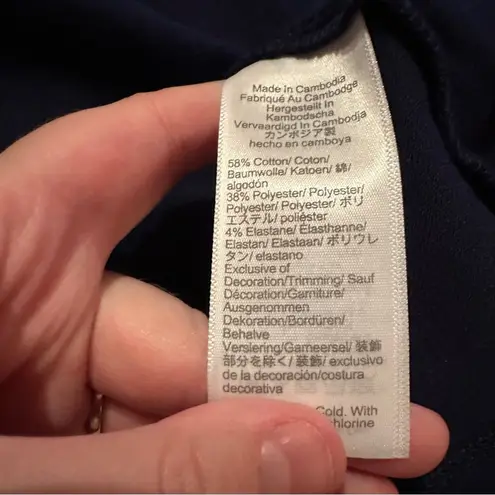 Made In Cambodia
Fabriqué Au Cambodge
Hergestellt In
Kambodscha
Vervaardigd In Cambodja
カンボジア製
hecho en camboya
58% Cotton/ Coton/
Baumwolle/ Katoen/ 綿/
algodón
38% Polyester/ Polyester/
Polyester/ Polyester/ ポリ
エステル/ poliéster
4% Elastane/ Élasthanne/
Elastan/ Elastaan/ ポリウレ
タン/ elastano
Exclusive of
Decoration/Trimming/ Sauf
Décoration/Garniture/
Ausgenommen
Dekoration/Bordüren/
Behalve
Versiering/Garneersel/ 装飾
部分を除く/ 装飾/ exclusivo
de la decoración/costura
decorativa
Cold. With
chlorine